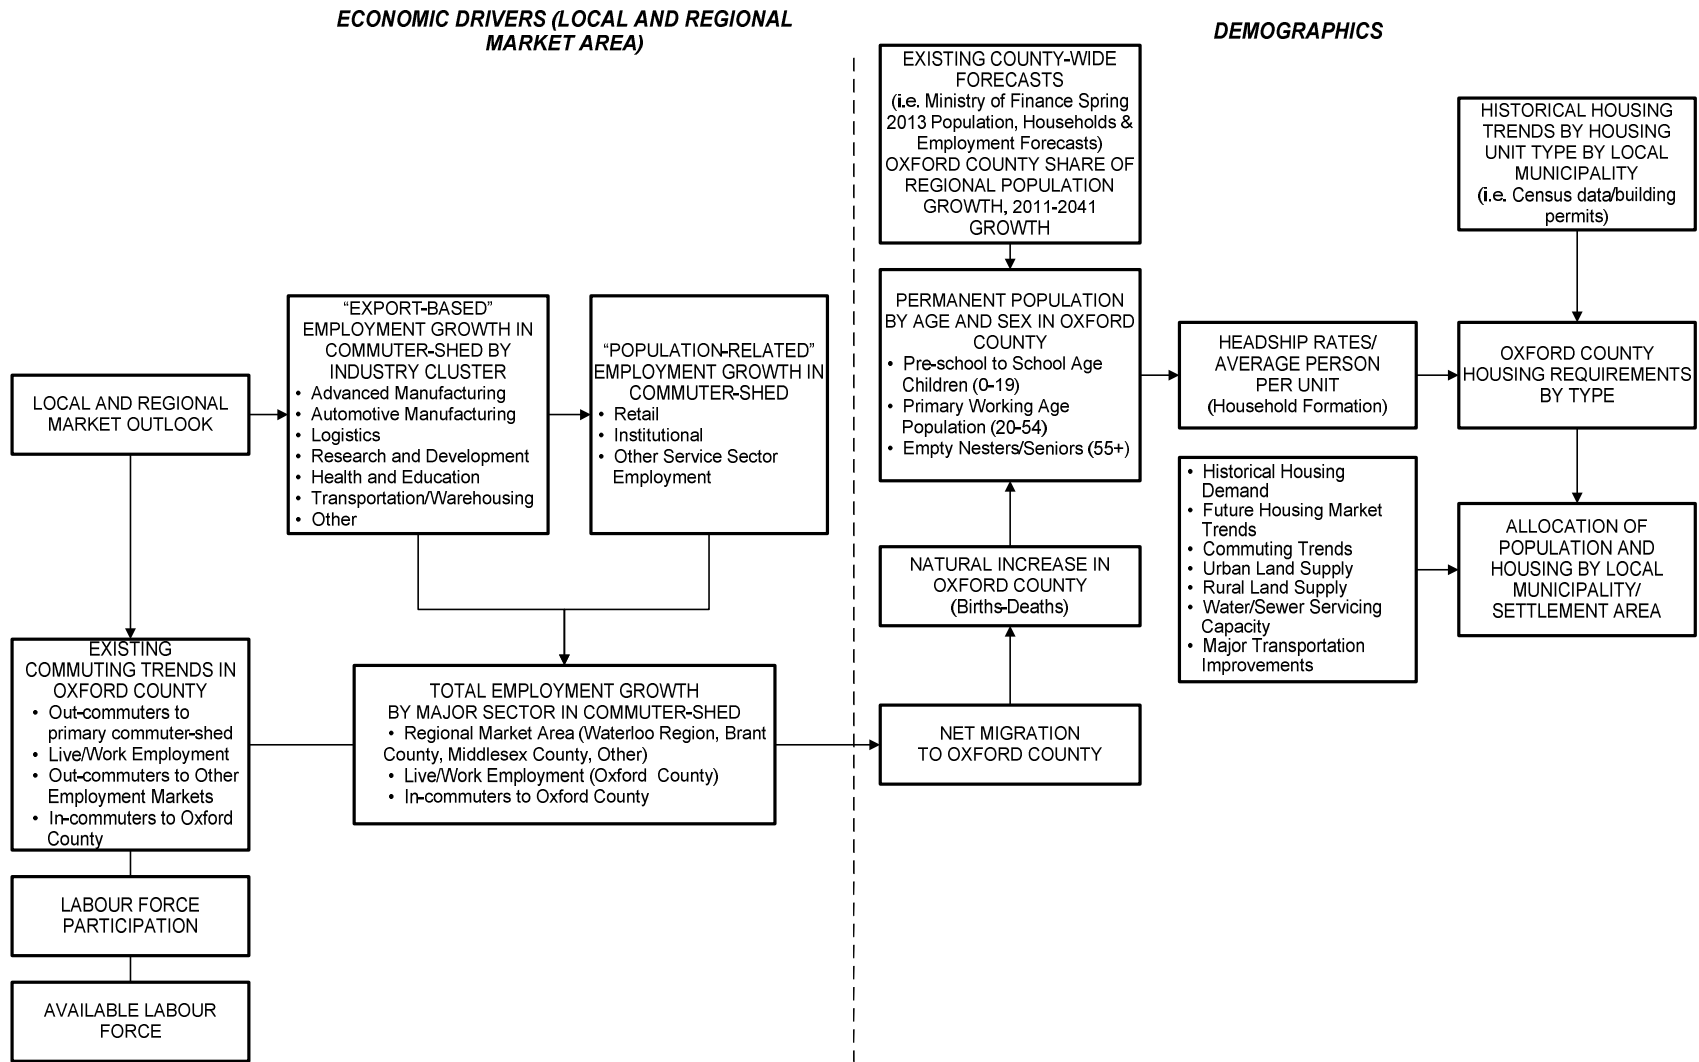 ECONOMIC DRIVERS (LOCAL AND REGIONAL
MARKET AREA)
LOCAL AND REGIONAL
MARKET OUTLOOK
“EXPORT-BASED”
EMPLOYMENT GROWTH IN
COMMUTER-SHED BY
INDUSTRY CLUSTER
• Advanced Manufacturing
• Automotive Manufacturing
• Logistics
• Research and Development
• Health and Education
• Transportation/Warehousing
• Other
“POPULATION-RELATED”
EMPLOYMENT GROWTH IN
COMMUTER-SHED
• Retail
• Institutional
• Other Service Sector
Employment
EXISTING
COMMUTING TRENDS IN
OXFORD COUNTY
• Out-commuters to
primary commuter-shed
• Live/Work Employment
• Out-commuters to Other
Employment Markets
• In-commuters to Oxford
County
TOTAL EMPLOYMENT GROWTH
BY MAJOR SECTOR IN COMMUTER-SHED
• Regional Market Area (Waterloo Region, Brant
County, Middlesex County, Other)
• Live/Work Employment (Oxford County)
• In-commuters to Oxford County
LABOUR FORCE
PARTICIPATION
AVAILABLE LABOUR
FORCE
DEMOGRAPHICS
EXISTING COUNTY-WIDE
FORECASTS
(i.e. Ministry of Finance Spring
2013 Population, Households &
Employment Forecasts)
OXFORD COUNTY SHARE OF
REGIONAL POPULATION
GROWTH, 2011-2041
GROWTH
HISTORICAL HOUSING
TRENDS BY HOUSING
UNIT TYPE BY LOCAL
MUNICIPALITY
(i.e. Census data/building
permits)
PERMANENT POPULATION
BY AGE AND SEX IN OXFORD
COUNTY
• Pre-school to School Age
Children (0-19)
• Primary Working Age
Population (20-54)
• Empty Nesters/Seniors (55+)
HEADSHIP RATES/
AVERAGE PERSON
PER UNIT
(Household Formation)
OXFORD COUNTY
HOUSING REQUIREMENTS
BY TYPE
• Historical Housing
Demand
• Future Housing Market
Trends
• Commuting Trends
• Urban Land Supply
• Rural Land Supply
• Water/Sewer Servicing
Capacity
• Major Transportation
Improvements
ALLOCATION OF
POPULATION AND
HOUSING BY LOCAL
MUNICIPALITY/
SETTLEMENT AREA
NATURAL INCREASE IN
OXFORD COUNTY
(Births-Deaths)
NET MIGRATION
TO OXFORD COUNTY